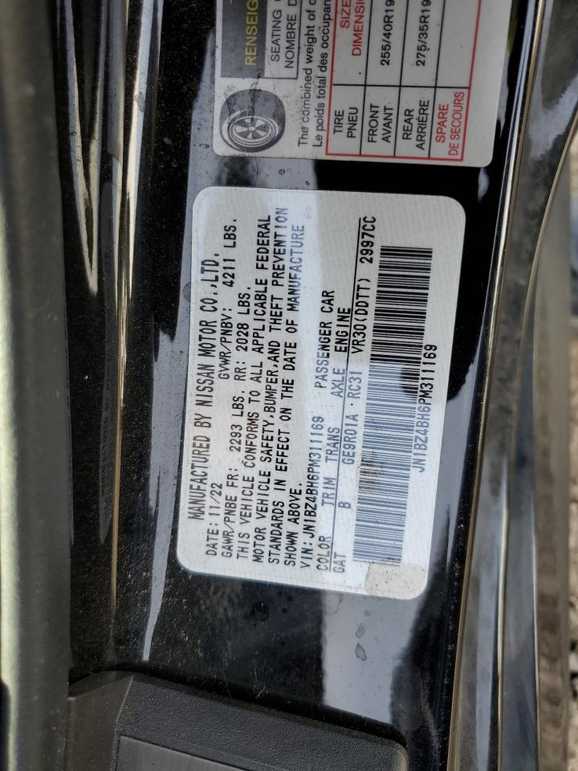 RENSEIG
SEATING
NOMBRE D
The combined weight of
Le poids total des occupan
TIRE
PNEU
SIZE
DIMENSION
FRONT
AVANT
255/40R19
REAR
ARRIÈRE
275/35R19
SPARE
DE SECOURS
MANUFACTURED BY NISSAN MOTOR CO.,LTD.
DATE: 11/22 GVWR/PNBV: 4211 LBS.
GAWR/PNBE FR: 2293 LBS. RR: 2028 LBS.
THIS VEHICLE CONFORMS TO ALL APPLICABLE FEDERAL
MOTOR VEHICLE SAFETY,BUMPER,AND THEFT PREVENTION
STANDARDS IN EFFECT ON THE DATE OF MANUFACTURE
SHOWN ABOVE.
VIN: JN1BZ4BH6PM311169 PASSENGER CAR
COLOR TRIM TRANS AXLE ENGINE
GAT B GE9R01A · RC31 VR30(DDTT) 2997CC
JN1BZ4BH6PM311169